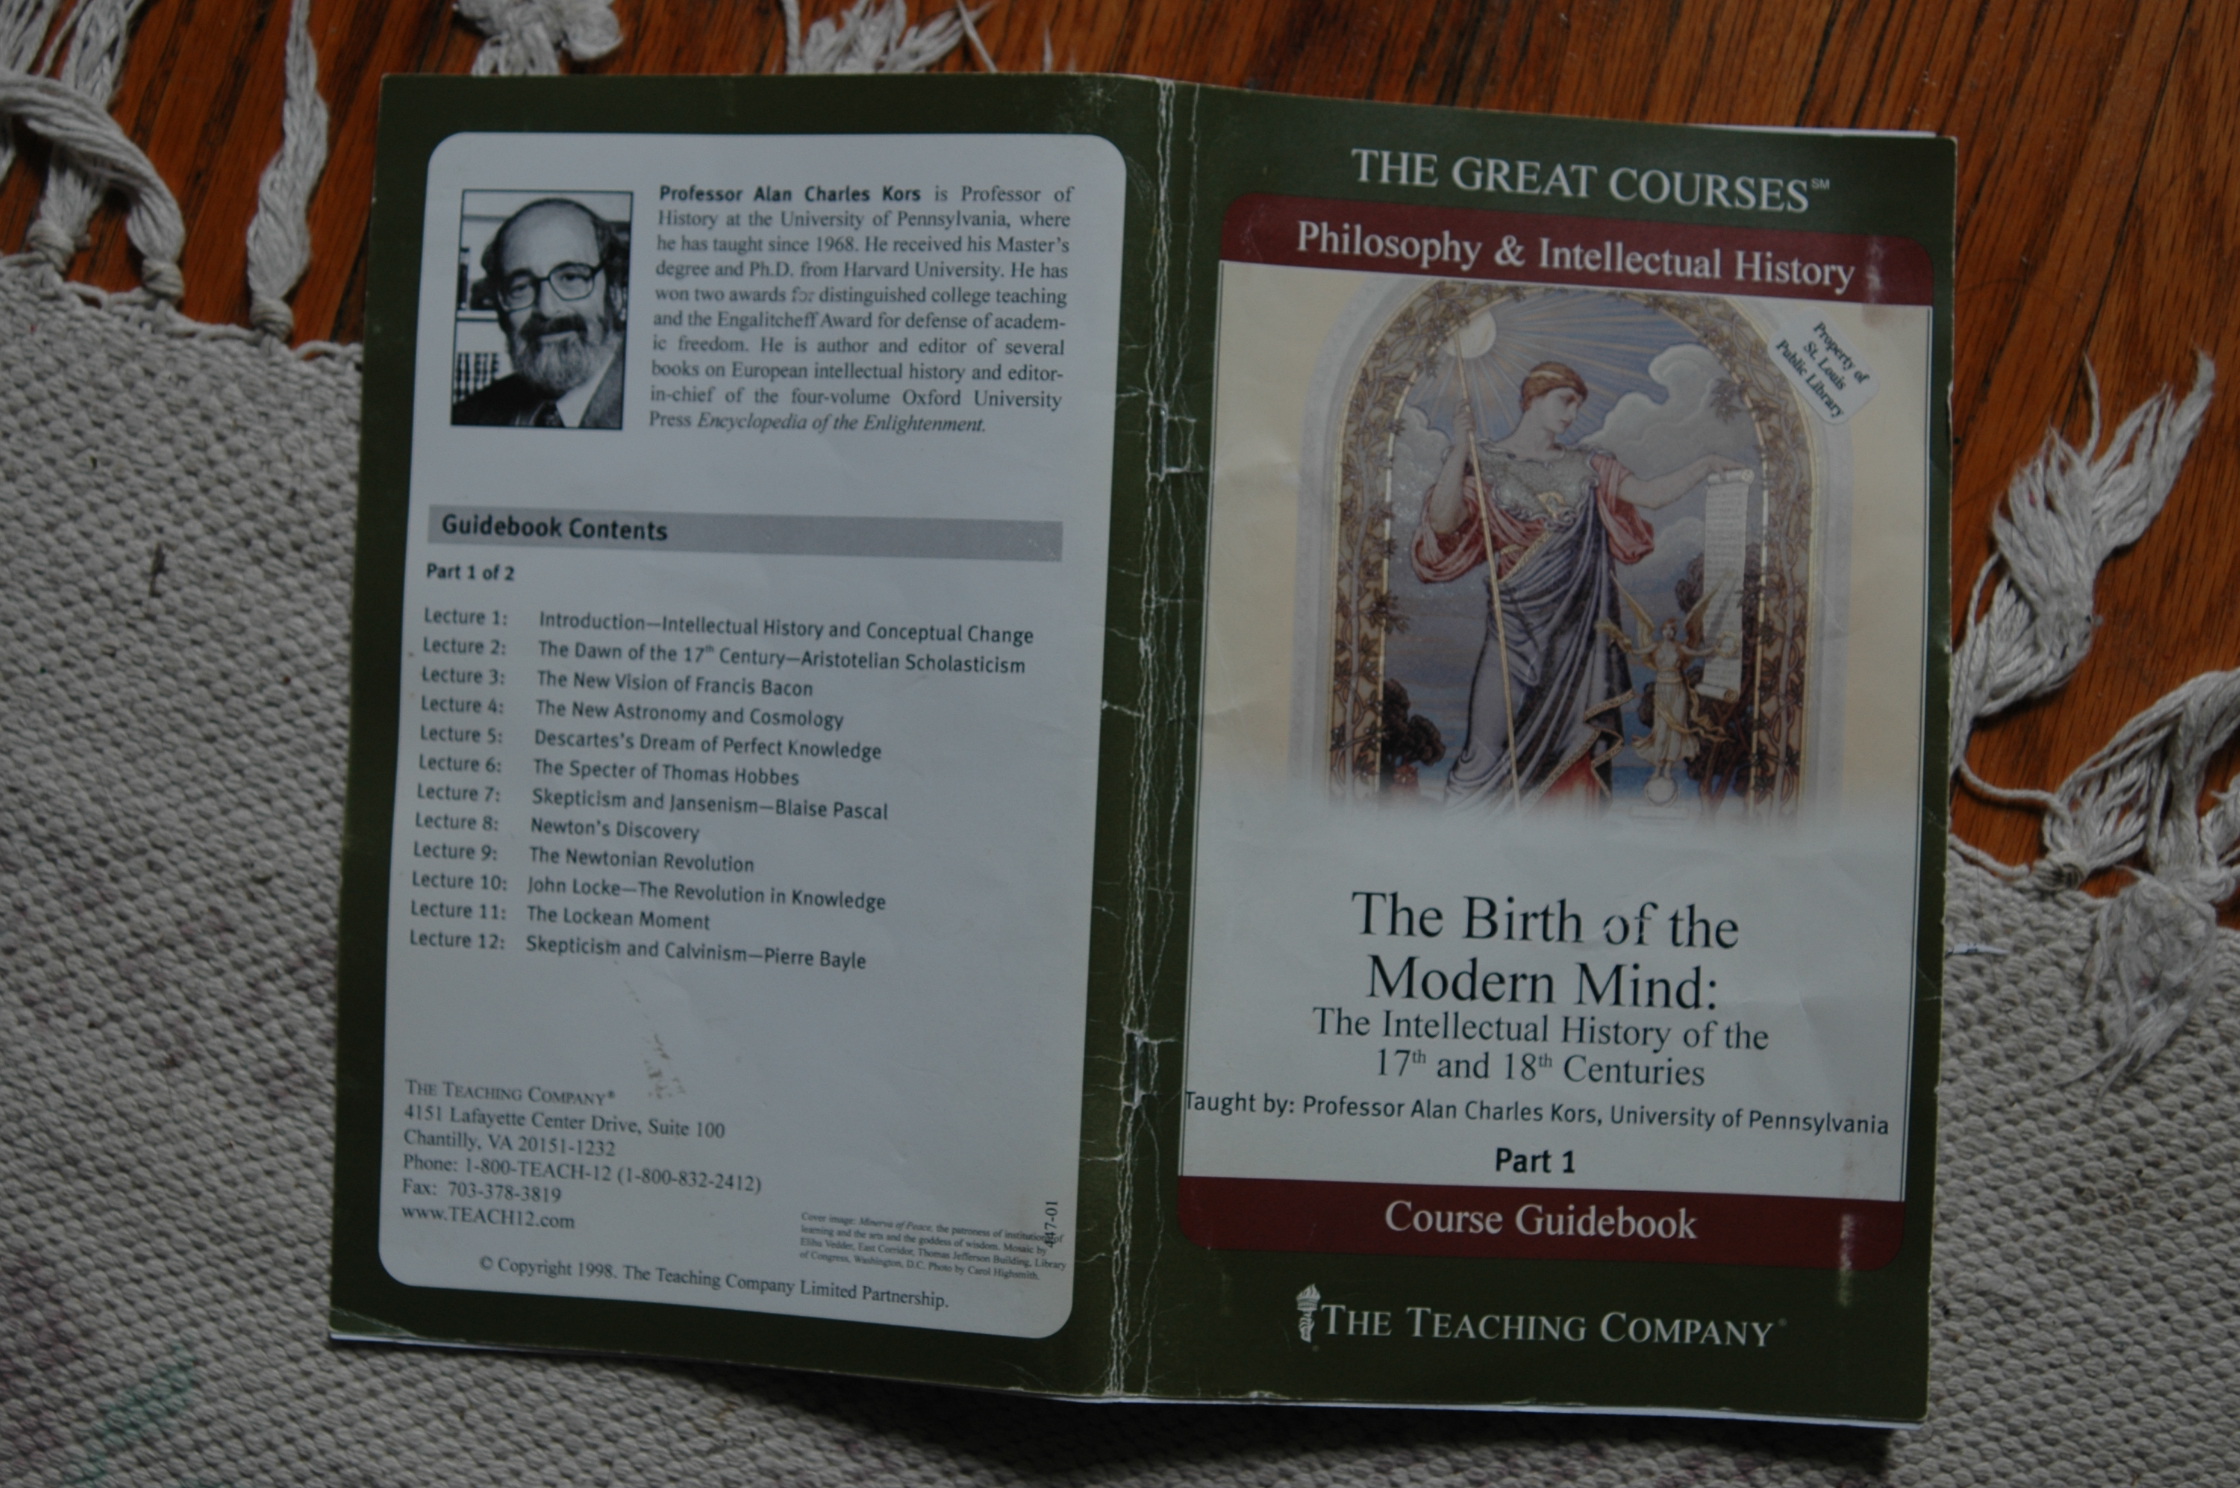 THE GREAT COURSES℠
Philosophy & Intellectual History
Property of
St. Louis
Public Library
The Birth of the
Modern Mind:
The Intellectual History of the
17th and 18th Centuries
Taught by: Professor Alan Charles Kors, University of Pennsylvania
Part 1
Course Guidebook
THE TEACHING COMPANY®
Professor Alan Charles Kors is Professor of
History at the University of Pennsylvania, where
he has taught since 1968. He received his Master's
degree and Ph.D. from Harvard University. He has
won two awards for distinguished college teaching
and the Engalitcheff Award for defense of academ-
ic freedom. He is author and editor of several
books on European intellectual history and editor-
in-chief of the four-volume Oxford University
Press Encyclopedia of the Enlightenment.
Guidebook Contents
Part 1 of 2
Lecture 1: Introduction—Intellectual History and Conceptual Change
Lecture 2: The Dawn of the 17th Century—Aristotelian Scholasticism
Lecture 3: The New Vision of Francis Bacon
Lecture 4: The New Astronomy and Cosmology
Lecture 5: Descartes's Dream of Perfect Knowledge
Lecture 6: The Specter of Thomas Hobbes
Lecture 7: Skepticism and Jansenism—Blaise Pascal
Lecture 8: Newton's Discovery
Lecture 9: The Newtonian Revolution
Lecture 10: John Locke—The Revolution in Knowledge
Lecture 11: The Lockean Moment
Lecture 12: Skepticism and Calvinism—Pierre Bayle
THE TEACHING COMPANY®
4151 Lafayette Center Drive, Suite 100
Chantilly, VA 20151-1232
Phone: 1-800-TEACH-12 (1-800-832-2412)
Fax: 703-378-3819
www.TEACH12.com
447-01
Cover image: Minerva of Peace, the patroness of institutions of
learning and the arts and the goddess of wisdom. Mosaic by
Elihu Vedder, East Corridor, Thomas Jefferson Building, Library
of Congress, Washington, D.C. Photo by Carol Highsmith.
© Copyright 1998. The Teaching Company Limited Partnership.